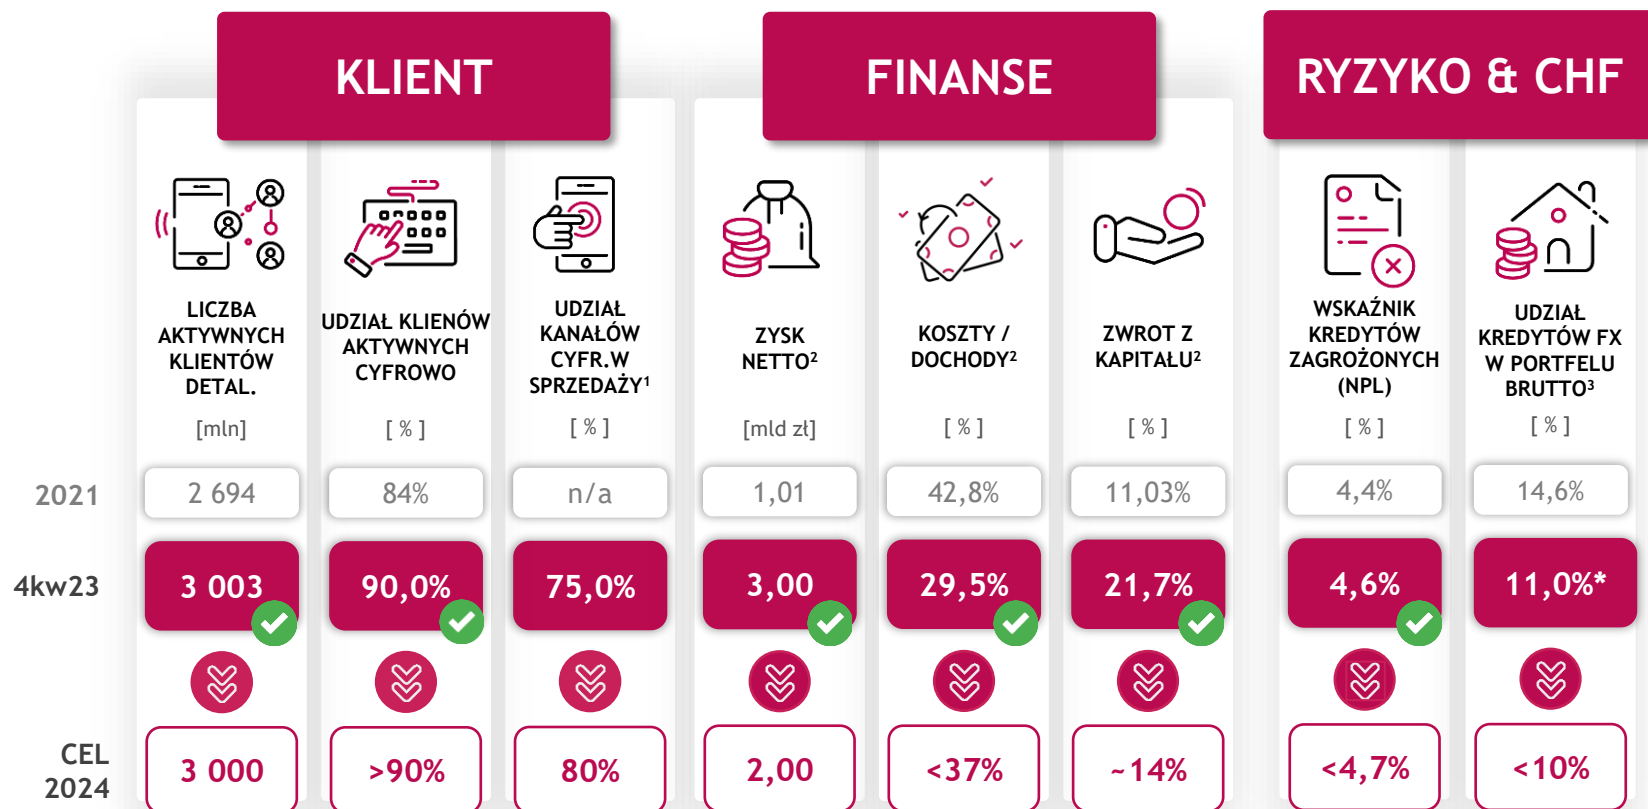 KLIENT
FINANSE
RYZYKO & CHF
LICZBA
AKTYWNYCH
KLIENTÓW
DETAL.
[mln]
UDZIAŁ KLIENÓW
AKTYWNYCH
CYFROWO
[ % ]
UDZIAŁ
KANAŁÓW
CYFR.W
SPRZEDAŻY¹
[ % ]
ZYSK
NETTO²
[mld zł]
KOSZTY /
DOCHODY²
[ % ]
ZWROT Z
KAPITAŁU²
[ % ]
WSKAŹNIK
KREDYTÓW
ZAGROŻONYCH
(NPL)
[ % ]
UDZIAŁ
KREDYTÓW FX
W PORTFELU
BRUTTO³
[ % ]
2021 2 694 84% n/a 1,01 42,8% 11,03% 4,4% 14,6%
4kw23 3 003 90,0% 75,0% 3,00 29,5% 21,7% 4,6% 11,0%*
CEL
2024 3 000 >90% 80% 2,00 <37% ~14% <4,7% <10%